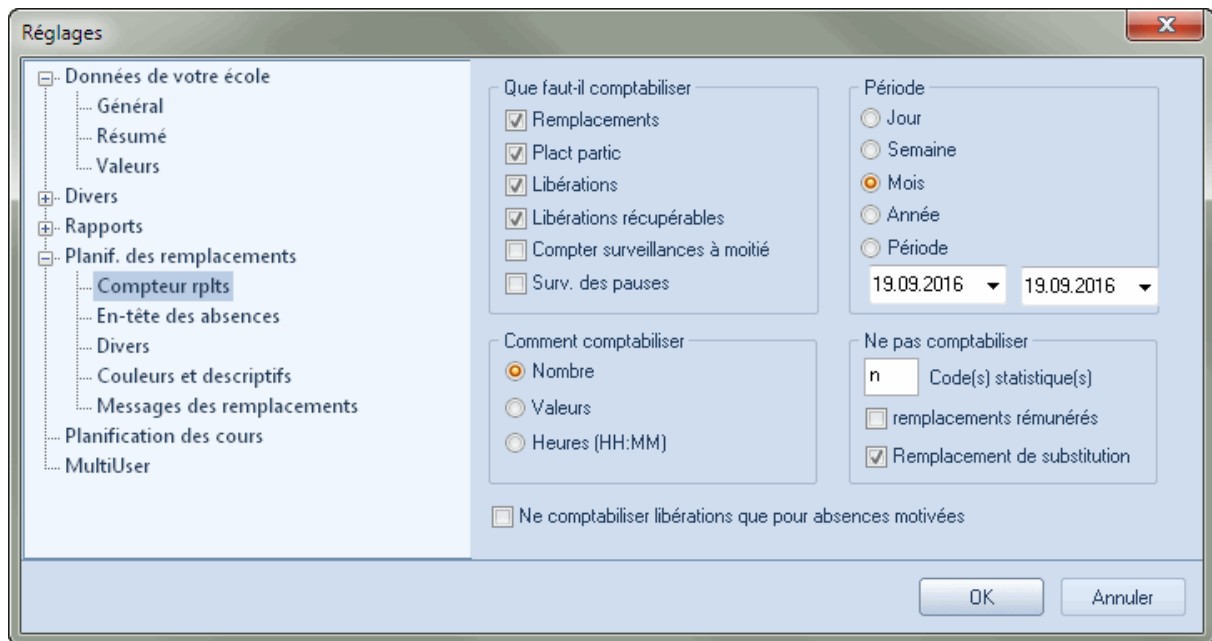 Réglages
Données de votre école
Général
Résumé
Valeurs
Divers
Rapports
Planif. des remplacements
Compteur rplts
En-tête des absences
Divers
Couleurs et descriptifs
Messages des remplacements
Planification des cours
MultiUser
Que faut-il comptabiliser
Remplacements
Plact partic
Libérations
Libérations récupérables
Compter surveillances à moitié
Surv. des pauses
Période
Jour
Semaine
Mois
Année
Période
19.09.2016 19.09.2016
Comment comptabiliser
Nombre
Valeurs
Heures (HH:MM)
Ne pas comptabiliser
n Code(s) statistique(s)
remplacements rémunérés
Remplacement de substitution
Ne comptabiliser libérations que pour absences motivées
OK Annuler